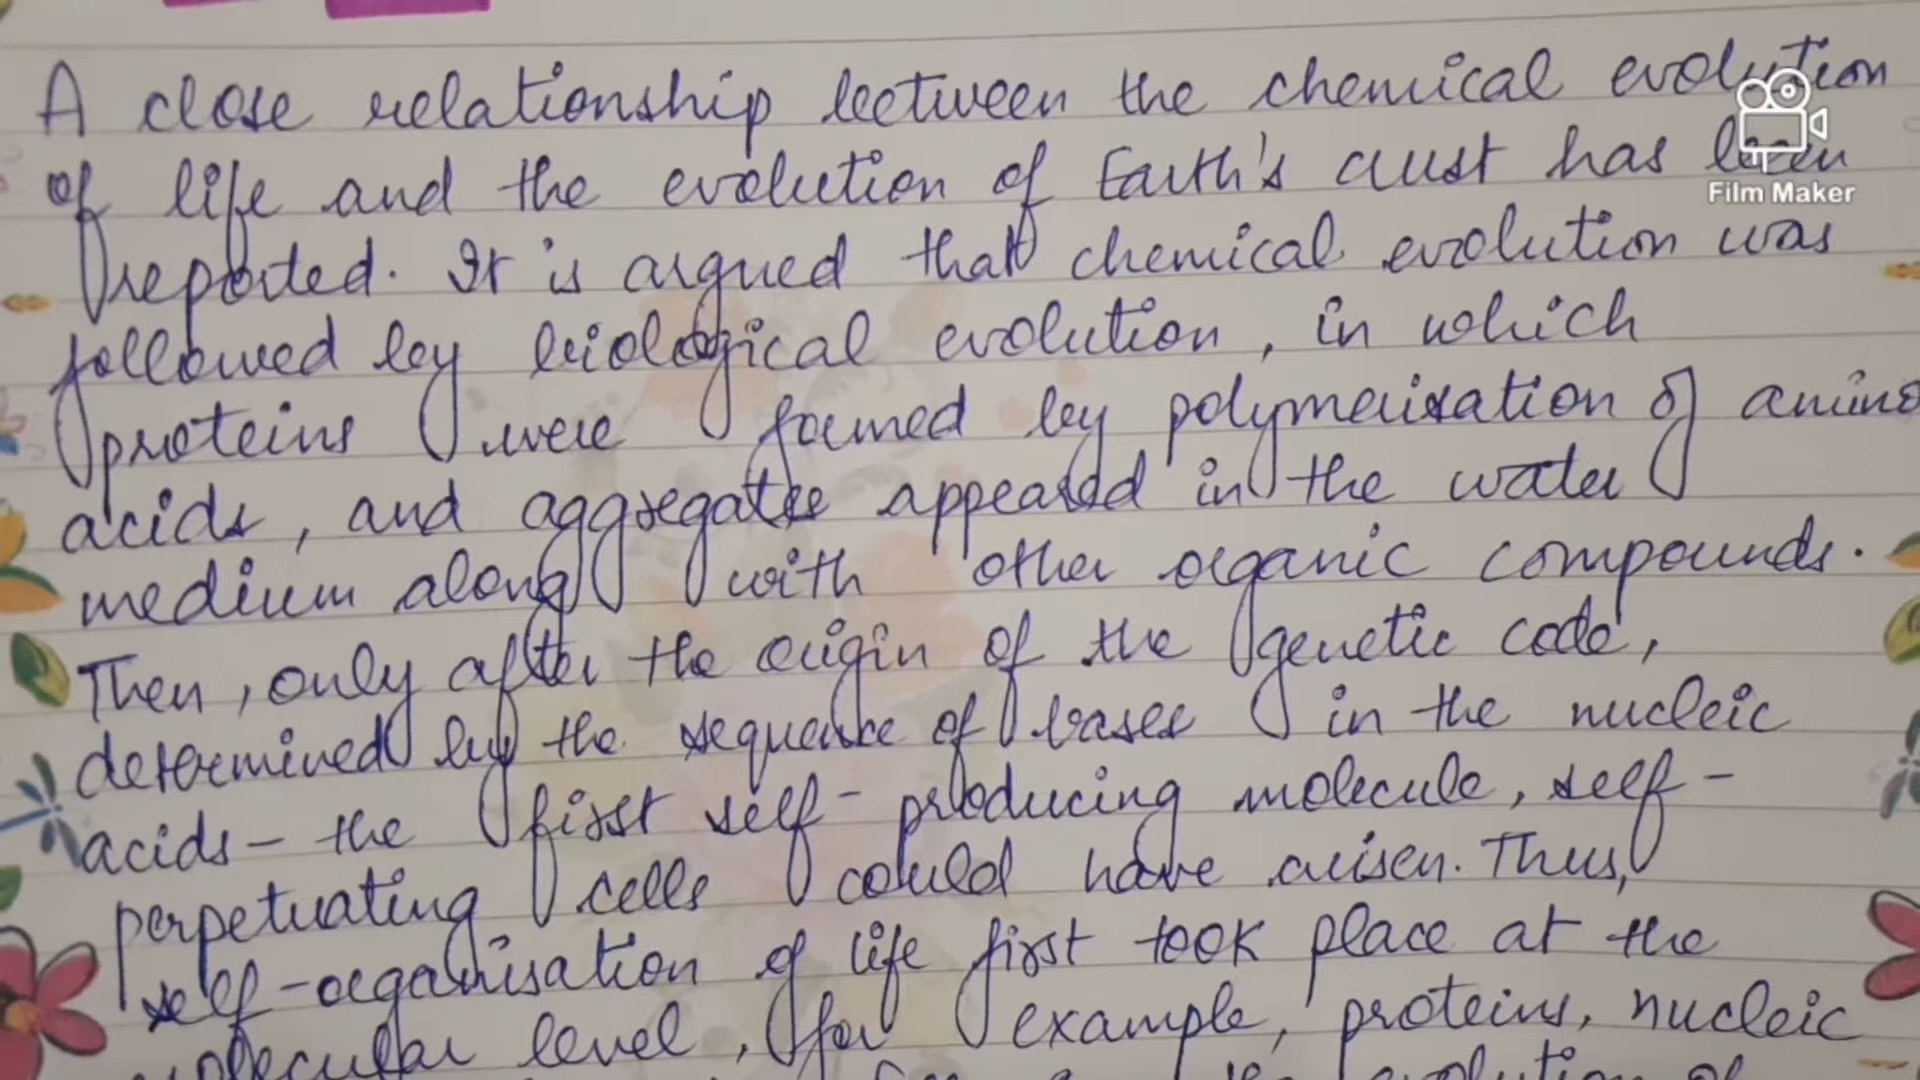 A close relationship between the chemical evolution
of life and the evolution of Earth's crust has been
Film Maker
reported. It is argued that chemical evolution was
followed by biological evolution, in which
proteins were formed by polymerisation of amino
acids, and aggregates appeared in the water
medium along with other organic compounds.
Then, only after the origin of the genetic code,
determined by the sequence of bases in the nucleic
acids- the first self-producing molecule, self-
perpetuating cells could have arisen. Thus,
self-organisation of life first took place at the
molecular level, for example, proteins, nucleic
evolution of